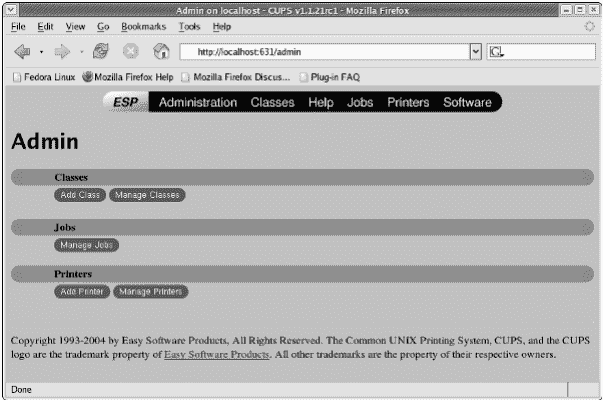 Admin on localhost - CUPS v1.1.21rc1 - Mozilla Firefox
File Edit View Go Bookmarks Tools Help
http://localhost:631/admin
Fedora Linux Mozilla Firefox Help Mozilla Firefox Discus... Plug-in FAQ
ESP Administration Classes Help Jobs Printers Software
Admin
Classes
Add Class Manage Classes
Jobs
Manage Jobs
Printers
Add Printer Manage Printers
Copyright 1993-2004 by Easy Software Products, All Rights Reserved. The Common UNIX Printing System, CUPS, and the CUPS
logo are the trademark property of Easy Software Products. All other trademarks are the property of their respective owners.
Done